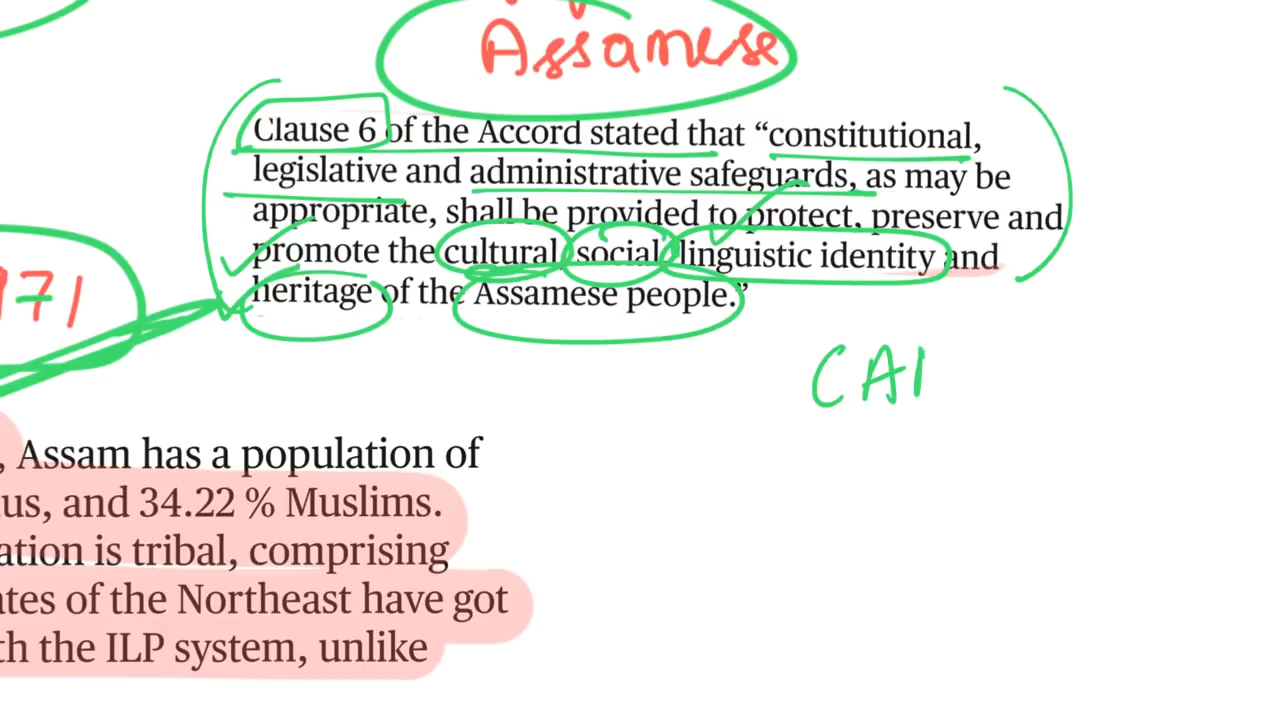 Assamese
Clause 6 of the Accord stated that “constitutional,
legislative and administrative safeguards, as may be
appropriate, shall be provided to protect, preserve and
promote the cultural, social, linguistic identity and
heritage of the Assamese people.”
971
CAI
, Assam has a population of
us, and 34.22 % Muslims.
ation is tribal, comprising
ates of the Northeast have got
th the ILP system, unlike